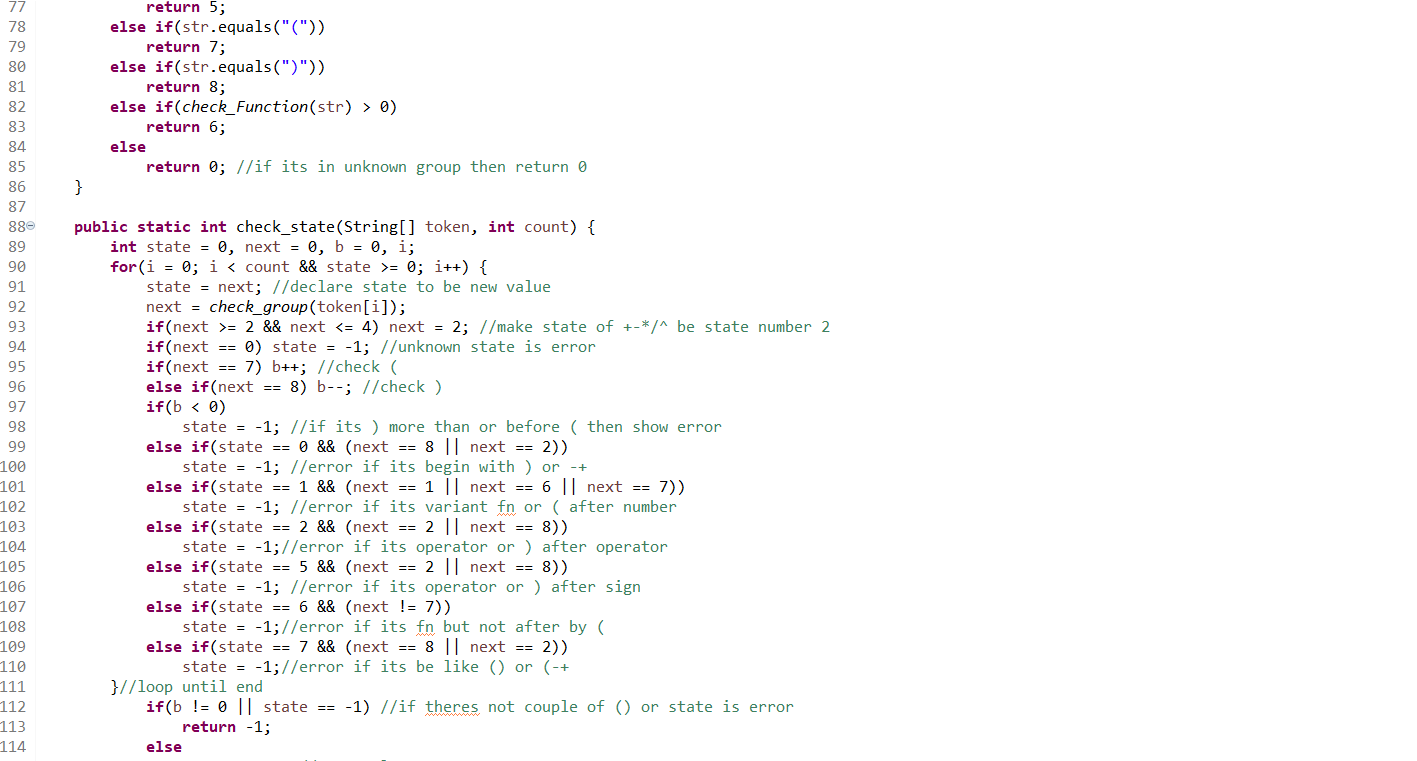 77 return 5;
78 else if(str.equals("("))
79 return 7;
80 else if(str.equals(")"))
81 return 8;
82 else if(check_Function(str) > 0)
83 return 6;
84 else
85 return 0; //if its in unknown group then return 0
86 }
87
88 public static int check_state(String[] token, int count) {
89 int state = 0, next = 0, b = 0, i;
90 for(i = 0; i < count && state >= 0; i++) {
91 state = next; //declare state to be new value
92 next = check_group(token[i]);
93 if(next >= 2 && next <= 4) next = 2; //make state of +-*/^ be state number 2
94 if(next == 0) state = -1; //unknown state is error
95 if(next == 7) b++; //check (
96 else if(next == 8) b--; //check )
97 if(b < 0)
98 state = -1; //if its ) more than or before ( then show error
99 else if(state == 0 && (next == 8 || next == 2))
100 state = -1; //error if its begin with ) or -+
101 else if(state == 1 && (next == 1 || next == 6 || next == 7))
102 state = -1; //error if its variant fn or ( after number
103 else if(state == 2 && (next == 2 || next == 8))
104 state = -1;//error if its operator or ) after operator
105 else if(state == 5 && (next == 2 || next == 8))
106 state = -1; //error if its operator or ) after sign
107 else if(state == 6 && (next != 7))
108 state = -1;//error if its fn but not after by (
109 else if(state == 7 && (next == 8 || next == 2))
110 state = -1;//error if its be like () or (-+
111 }//loop until end
112 if(b != 0 || state == -1) //if theres not couple of () or state is error
113 return -1;
114 else